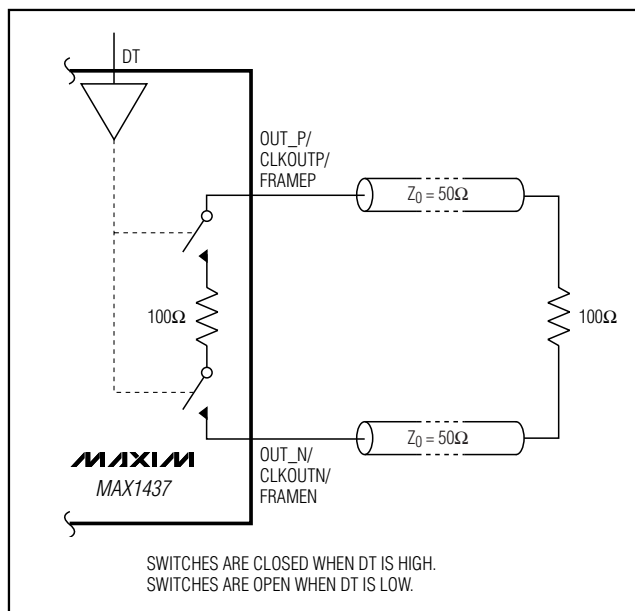 DT
OUT_P/
CLKOUTP/
FRAMEP
Z0 = 50Ω
100Ω
100Ω
Z0 = 50Ω
OUT_N/
CLKOUTN/
FRAMEN
MAXIM
MAX1437
SWITCHES ARE CLOSED WHEN DT IS HIGH.
SWITCHES ARE OPEN WHEN DT IS LOW.